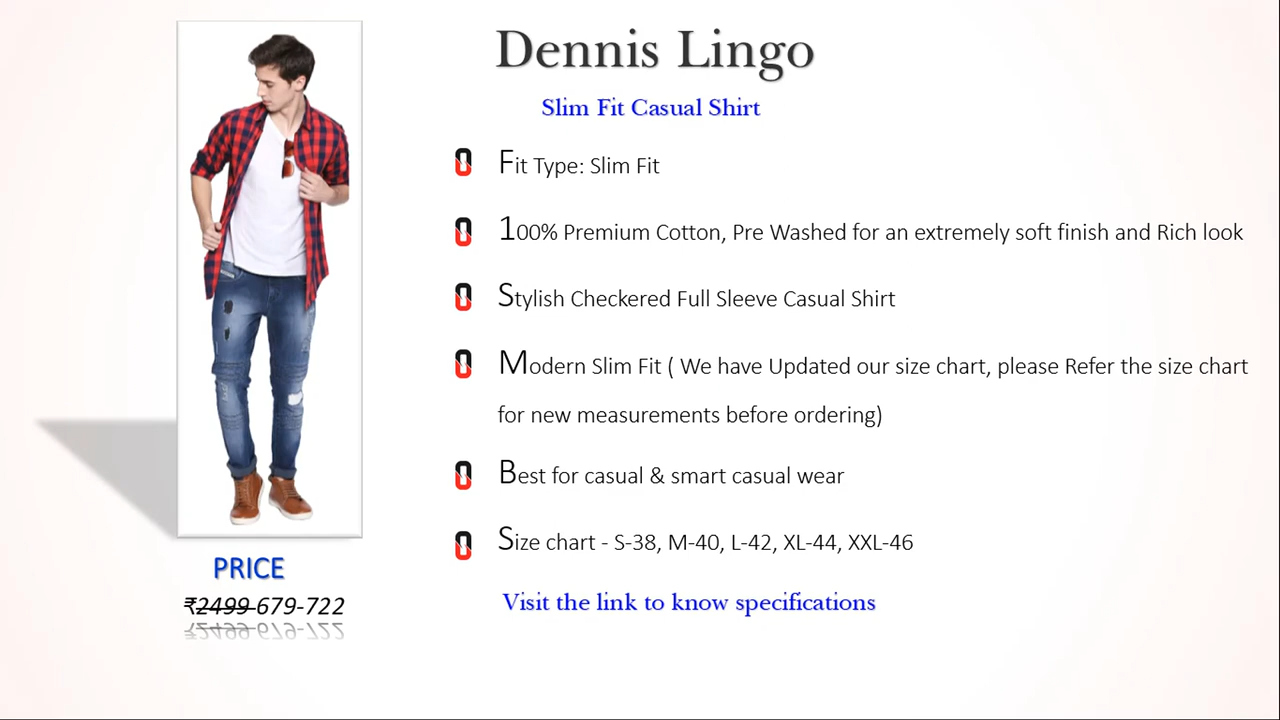 Dennis Lingo
Slim Fit Casual Shirt
Fit Type: Slim Fit
100% Premium Cotton, Pre Washed for an extremely soft finish and Rich look
Stylish Checkered Full Sleeve Casual Shirt
Modern Slim Fit ( We have Updated our size chart, please Refer the size chart
for new measurements before ordering)
Best for casual & smart casual wear
Size chart - S-38, M-40, L-42, XL-44, XXL-46
Visit the link to know specifications
PRICE
₹2499 679-722